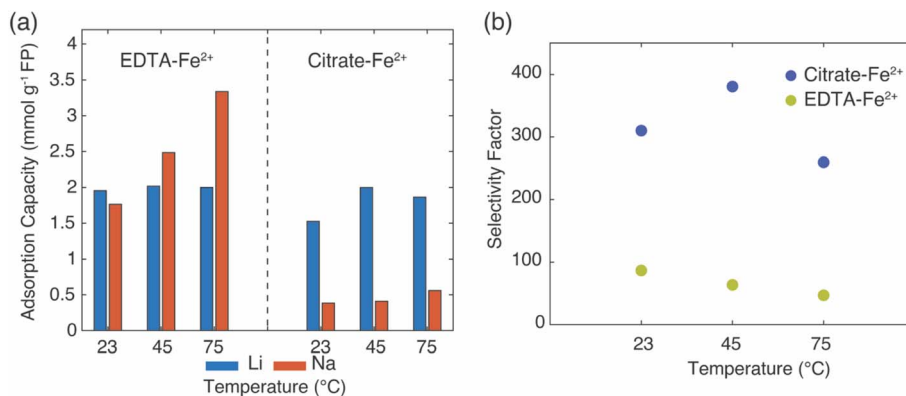 (a)
Adsorption Capacity (mmol g⁻¹ FP)
4
3.5
3
2.5
2
1.5
1
0.5
0
EDTA-Fe²⁺
Citrate-Fe²⁺
23 45 75 23 45 75
Li Na
Temperature (°C)
(b)
Selectivity Factor
400
300
200
100
0
Citrate-Fe²⁺
EDTA-Fe²⁺
23 45 75
Temperature (°C)